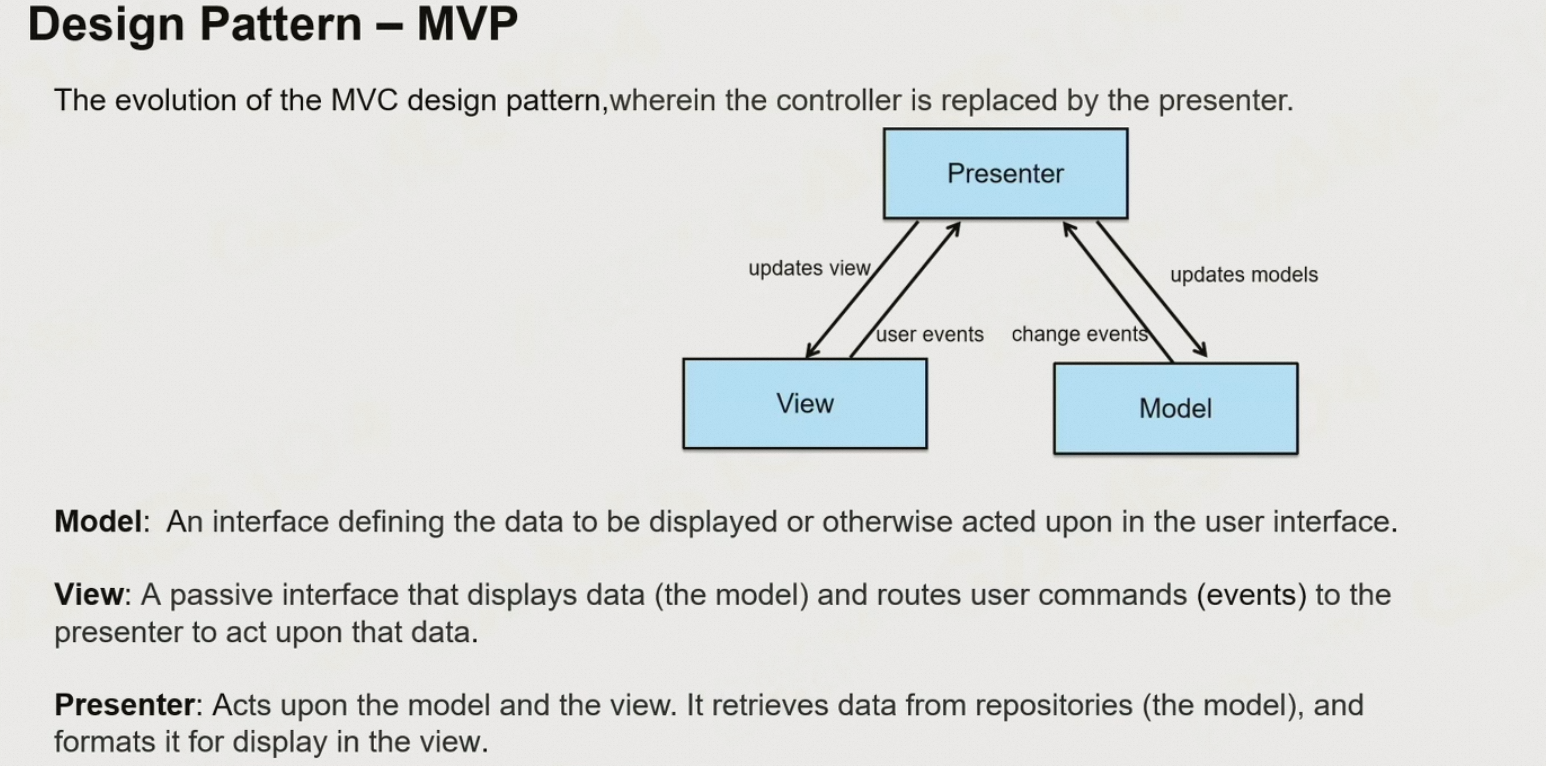 Design Pattern – MVP
The evolution of the MVC design pattern,wherein the controller is replaced by the presenter.
Presenter
updates view
updates models
user events
change events
View
Model
Model:  An interface defining the data to be displayed or otherwise acted upon in the user interface.
View: A passive interface that displays data (the model) and routes user commands (events) to the
presenter to act upon that data.
Presenter: Acts upon the model and the view. It retrieves data from repositories (the model), and
formats it for display in the view.